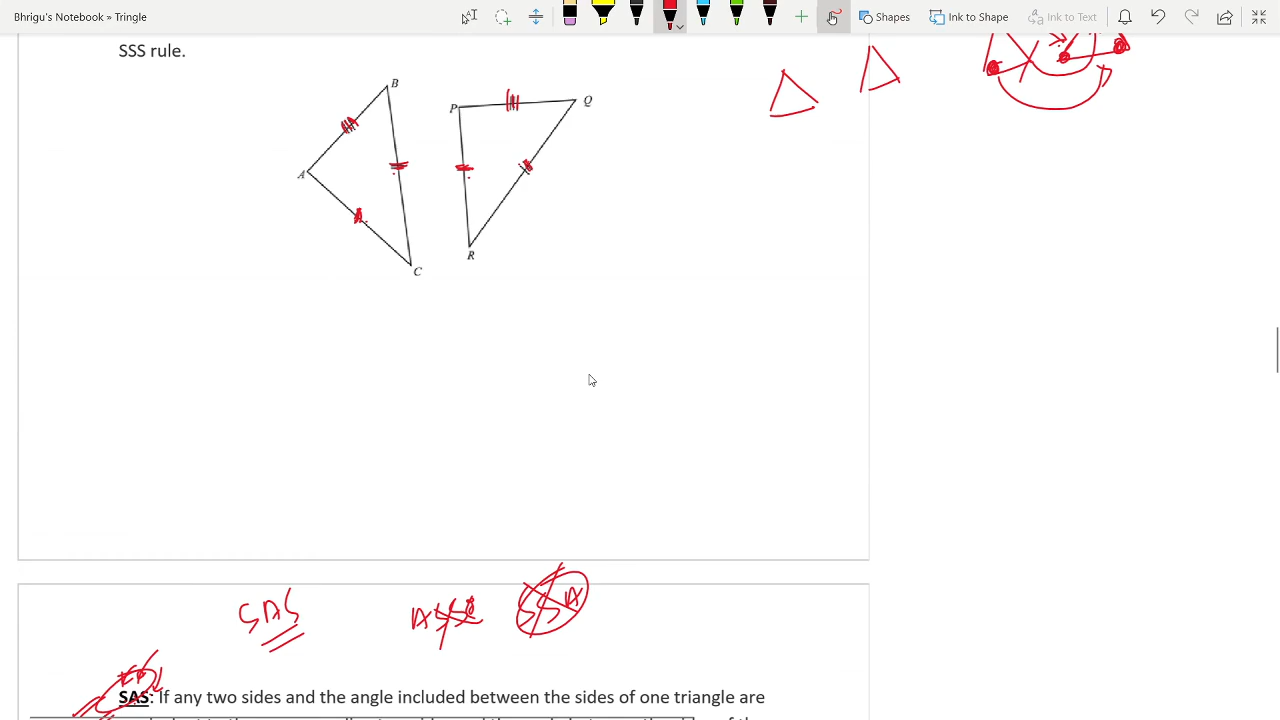 Bhrigu's Notebook » Tringle
Shapes
Ink to Shape
Ink to Text
SSS rule.
B
P
Q
A
R
C
SAS
SSA
SAS: If any two sides and the angle included between the sides of one triangle are